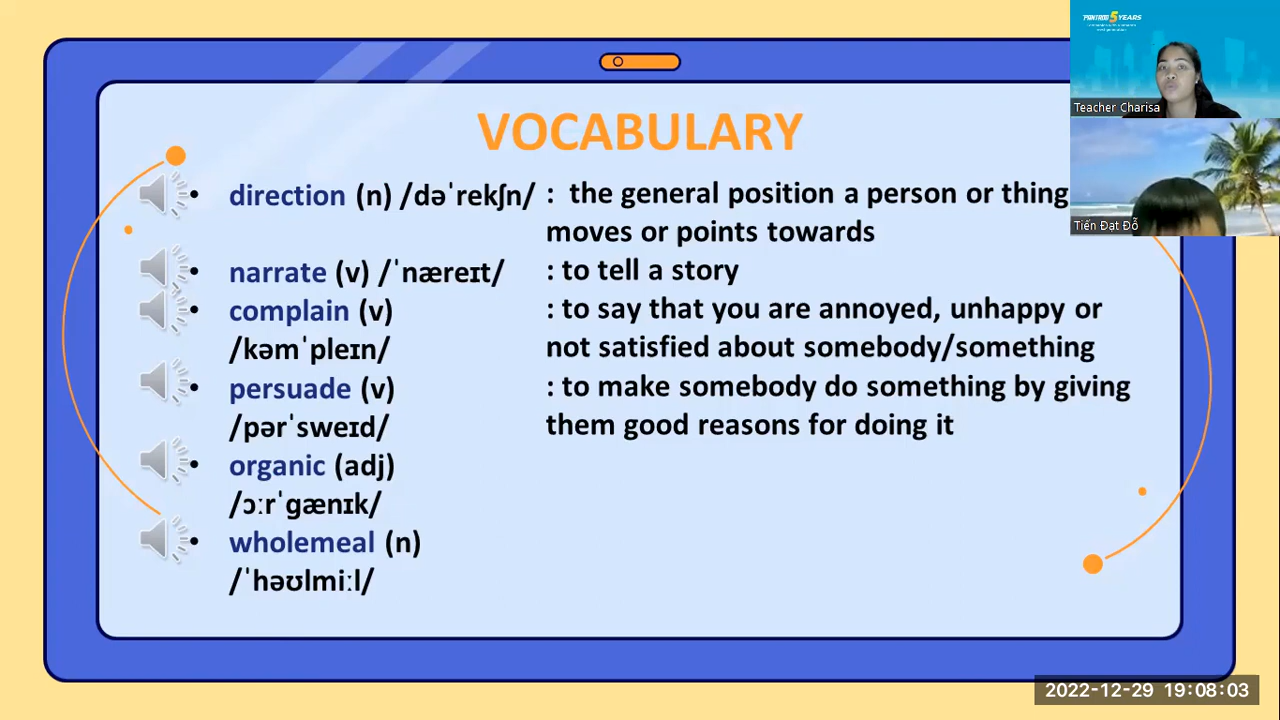 PANTADO 5 YEARS
VOCABULARY
Teacher Charisa
direction (n) /dəˈrekʃn/ : the general position a person or thing
moves or points towards
Tiến Đạt Đỗ
narrate (v) /ˈnæreɪt/ : to tell a story
complain (v) : to say that you are annoyed, unhappy or
/kəmˈpleɪn/ not satisfied about somebody/something
persuade (v) : to make somebody do something by giving
/pərˈsweɪd/ them good reasons for doing it
organic (adj)
/ɔːrˈɡænɪk/
wholemeal (n)
/ˈhəʊlmiːl/
2022-12-29 19:08:03